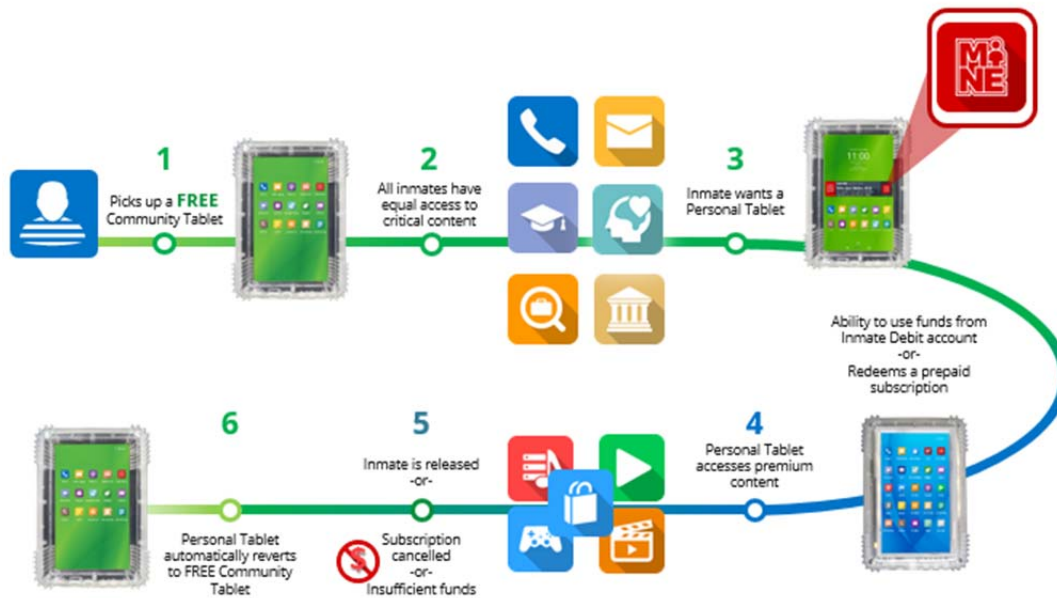 MiNE
1
Picks up a FREE
Community Tablet
2
All inmates have
equal access to
critical content
3
Inmate wants a
Personal Tablet
11:00
Ability to use funds from
Inmate Debit account
-or-
Redeems a prepaid
subscription
4
Personal Tablet
accesses premium
content
5
Inmate is released
-or-
Subscription
cancelled
-or-
Insufficient funds
6
Personal Tablet
automatically reverts
to FREE Community
Tablet